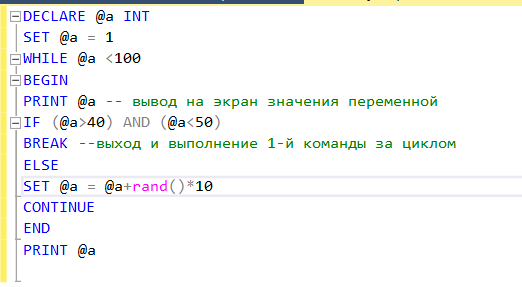 DECLARE @a INT
SET @a = 1
WHILE @a <100
BEGIN
PRINT @a -- вывод на экран значения переменной
IF (@a>40) AND (@a<50)
BREAK --выход и выполнение 1-й команды за циклом
ELSE
SET @a = @a+rand()*10
CONTINUE
END
PRINT @a